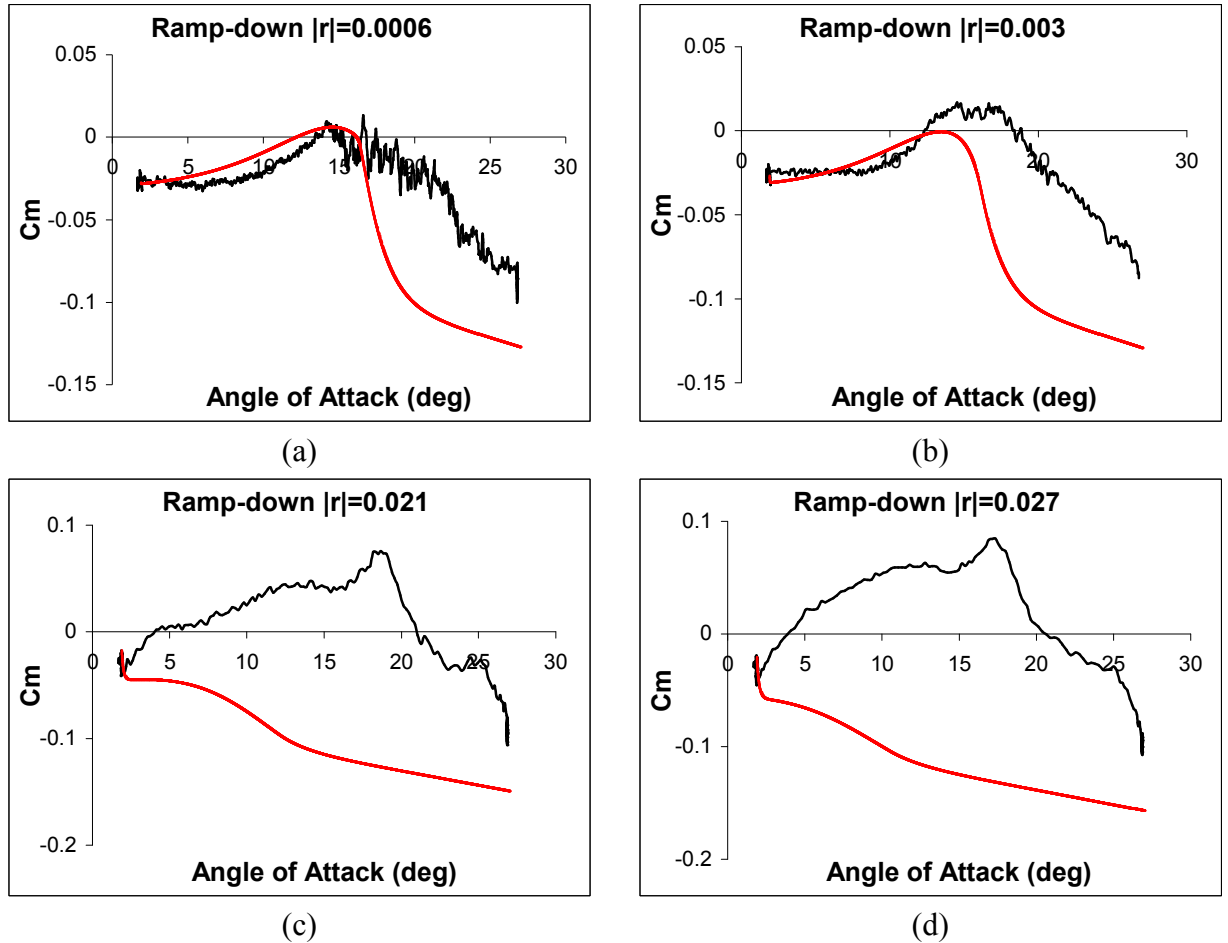 Ramp-down |r|=0.0006
0.05
0
-0.05
-0.1
-0.15
0 5 10 15 20 25 30
Cm
Angle of Attack (deg)
(a)
Ramp-down |r|=0.003
0.05
0
-0.05
-0.1
-0.15
0 10 20 30
Cm
Angle of Attack (deg)
(b)
Ramp-down |r|=0.021
0.1
0
-0.1
-0.2
0 5 10 15 20 25 30
Cm
Angle of Attack (deg)
(c)
Ramp-down |r|=0.027
0.1
0
-0.1
-0.2
0 5 10 15 20 25 30
Cm
Angle of Attack (deg)
(d)